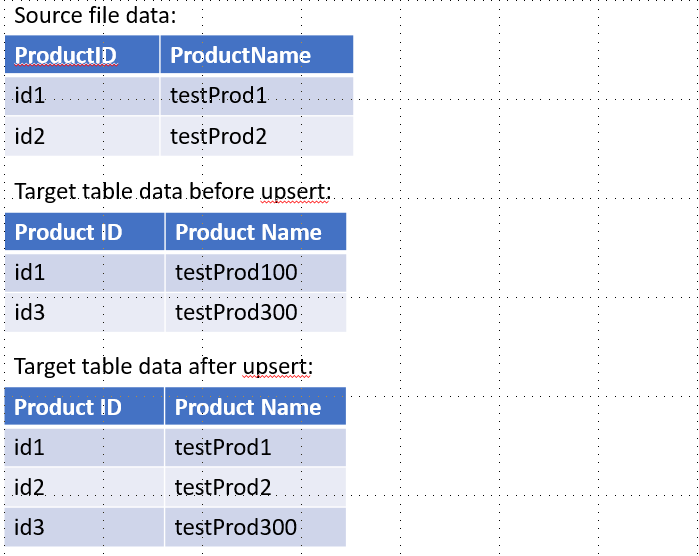 Source file data:
ProductID ProductName
id1 testProd1
id2 testProd2
Target table data before upsert:
Product ID Product Name
id1 testProd100
id3 testProd300
Target table data after upsert:
Product ID Product Name
id1 testProd1
id2 testProd2
id3 testProd300